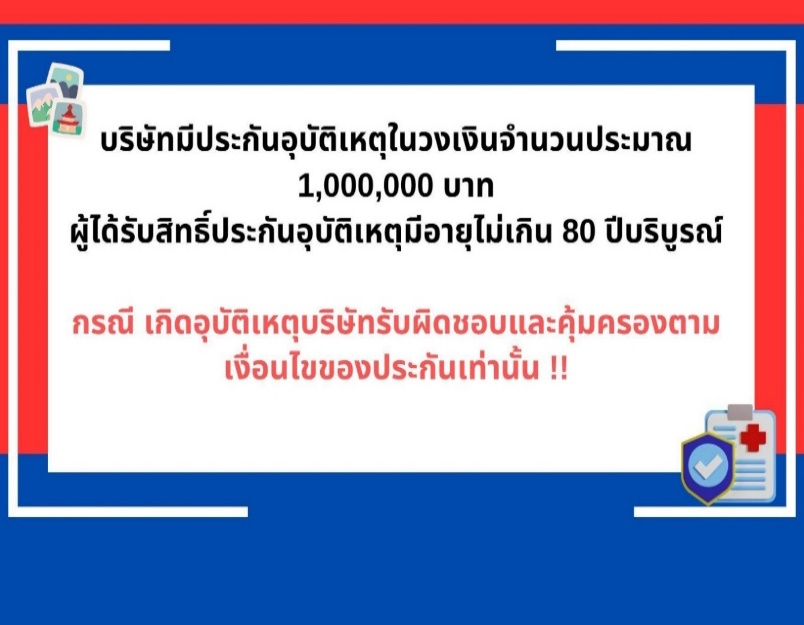 บริษัทมีประกันอุบัติเหตุในวงเงินจำนวนประมาณ
1,000,000 บาท
ผู้ได้รับสิทธิ์ประกันอุบัติเหตุมีอายุไม่เกิน 80 ปีบริบูรณ์
กรณี เกิดอุบัติเหตุบริษัทรับผิดชอบและคุ้มครองตาม
เงื่อนไขของประกันเท่านั้น !!